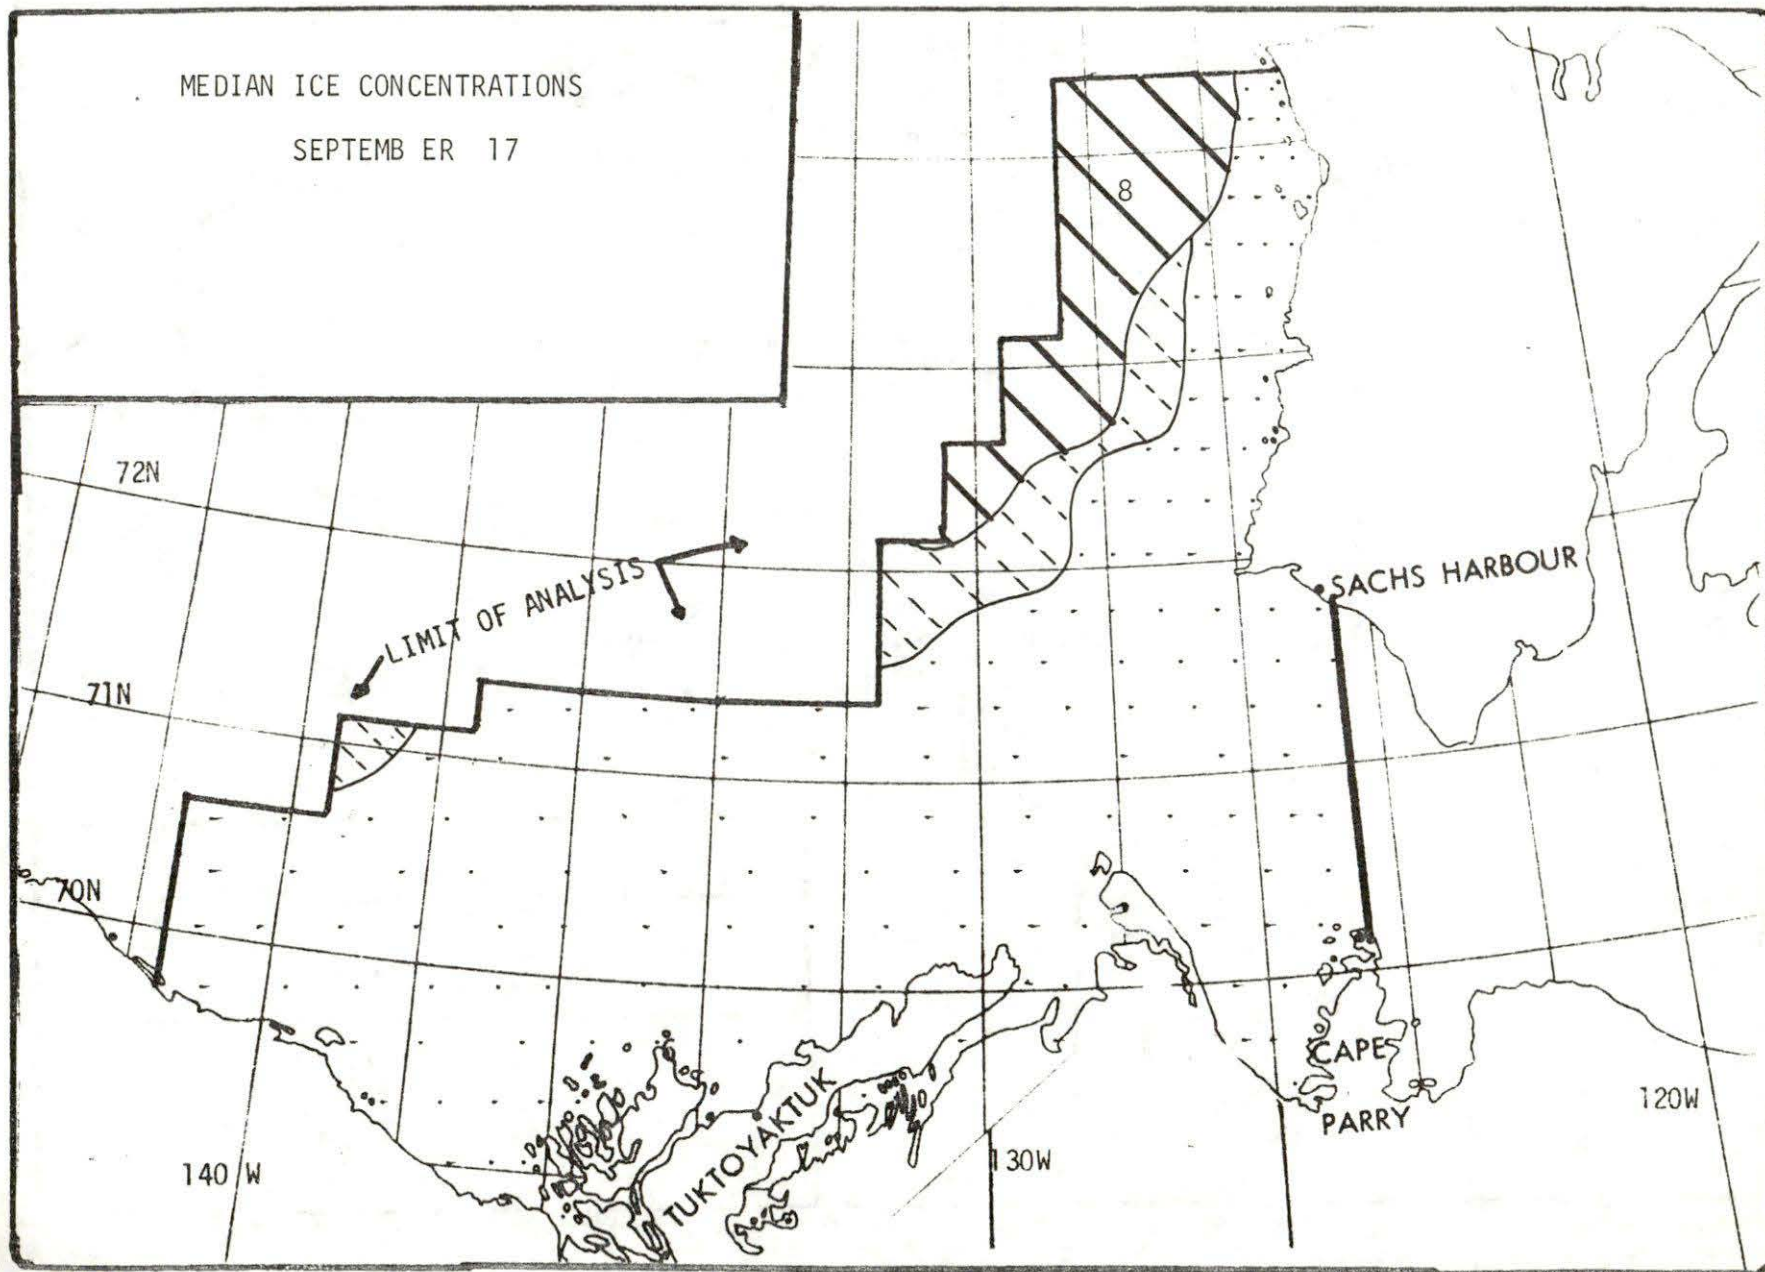 MEDIAN ICE CONCENTRATIONS
SEPTEMB ER 17
8
72N
LIMIT OF ANALYSIS
SACHS HARBOUR
71N
70N
CAPE
PARRY
TUKTOYAKTUK
140 W
130W
120W